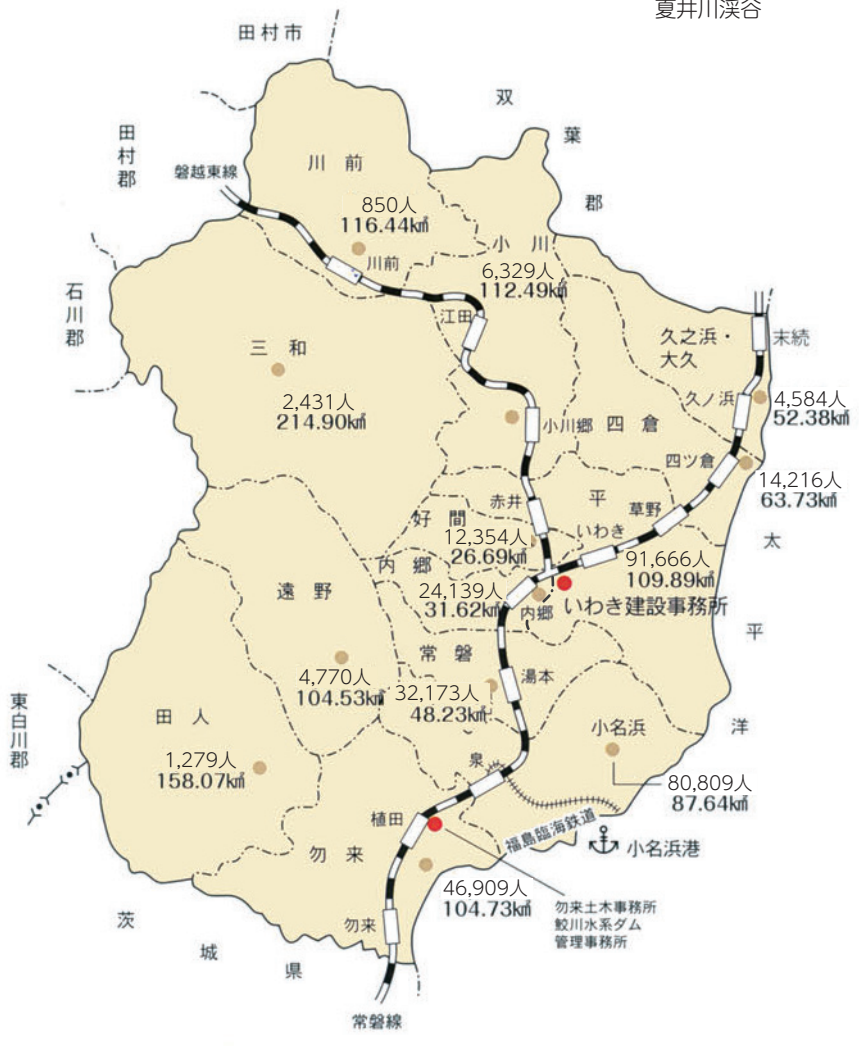 夏井川渓谷
田村市
双葉郡
田村郡
磐越東線
川前
850人
116.44k㎡
川前
小川
6,329人
112.49k㎡
石川郡
江田
久之浜・
大久
末続
三和
2,431人
214.90k㎡
久ノ浜
4,584人
52.38k㎡
小川郷
四倉
四ツ倉
14,216人
63.73k㎡
赤井
平
草野
好間
いわき
太平洋
12,354人
26.69k㎡
内郷
91,666人
109.89k㎡
遠野
24,139人
31.62k㎡
内郷
いわき建設事務所
常磐
4,770人
104.53k㎡
32,173人
48.23k㎡
湯本
東白川郡
田人
1,279人
158.07k㎡
小名浜
泉
80,809人
87.64k㎡
植田
福島臨海鉄道
小名浜港
勿来
46,909人
104.73k㎡
勿来土木事務所
鮫川水系ダム
管理事務所
勿来
茨城県
常磐線